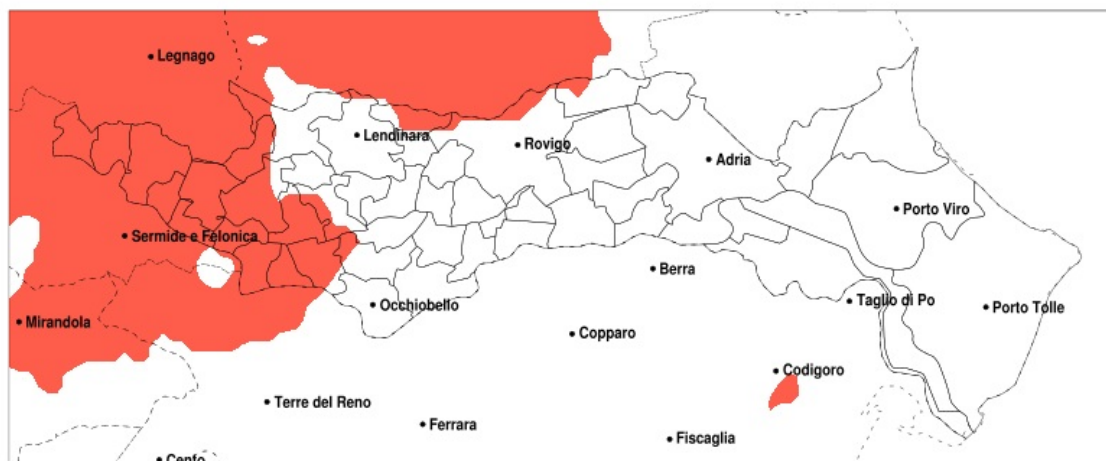 Legnago
Lendinara
Rovigo
Adria
Porto Viro
Sermide e Felonica
Berra
Taglio di Po
Occhiobello
Porto Tolle
Mirandola
Copparo
Codigoro
Terre del Reno
Ferrara
Fiscaglia
Cento